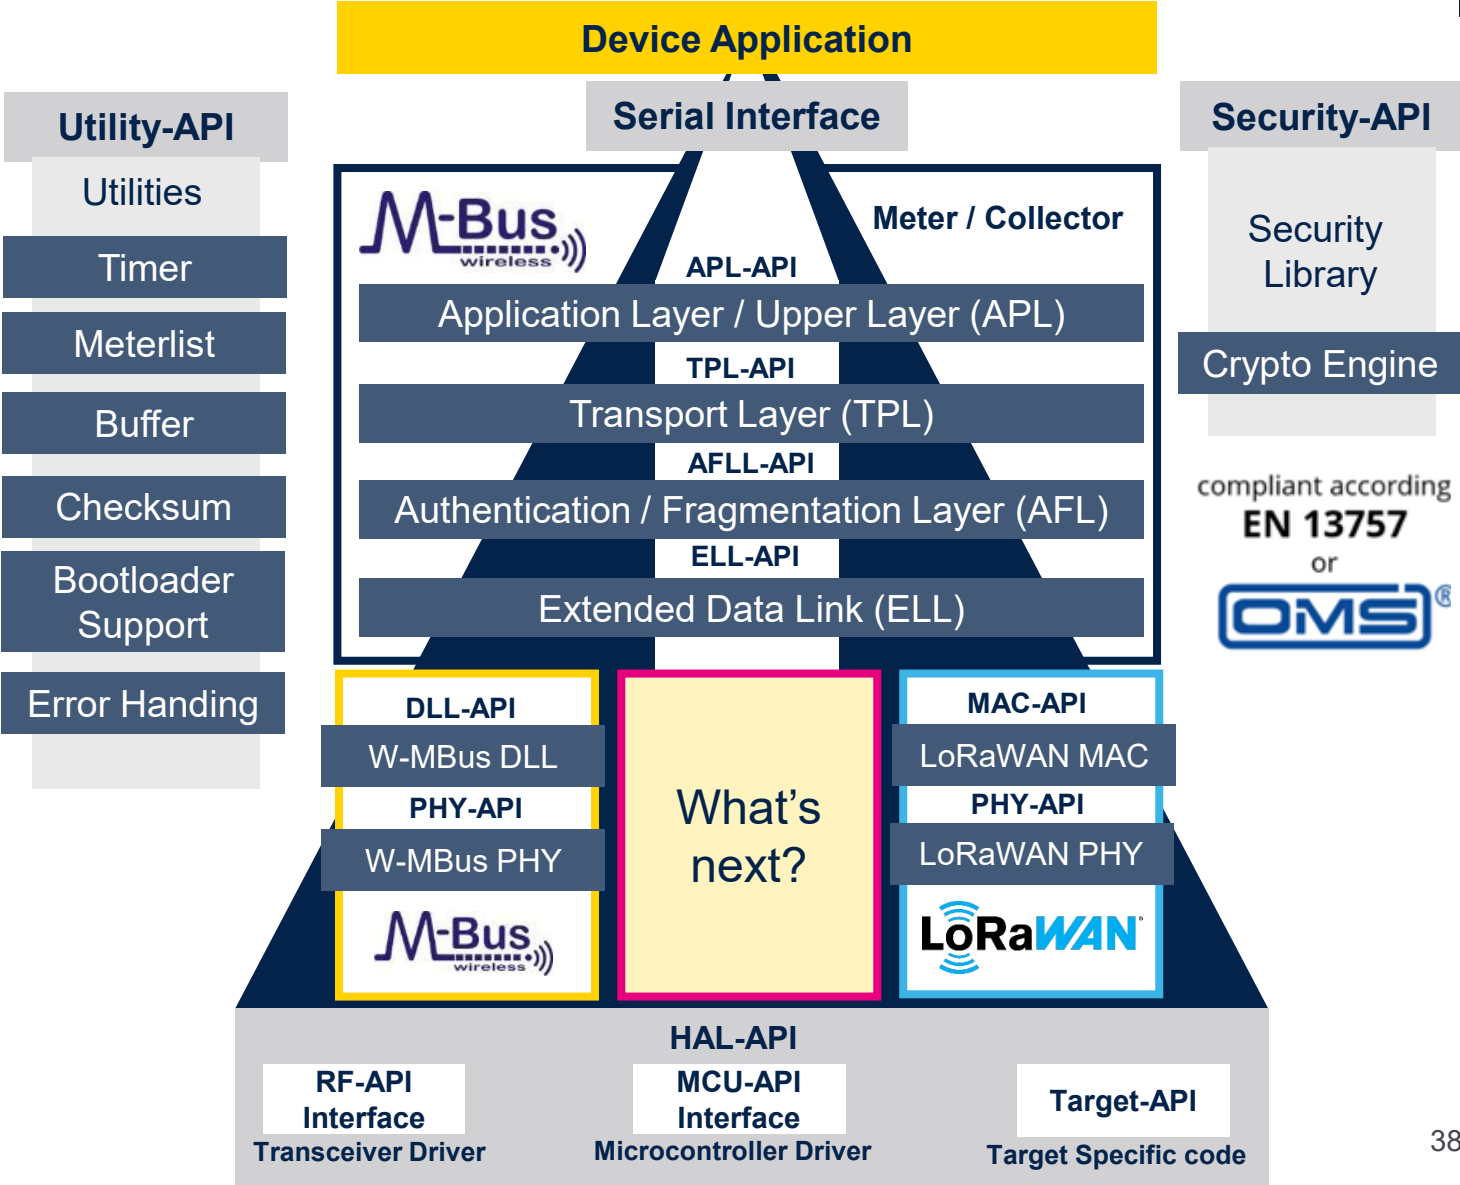 Device Application
Serial Interface
Utility-API
Utilities
Timer
Meterlist
Buffer
Checksum
Bootloader
Support
Error Handing
M-Bus
wireless
Meter / Collector
APL-API
Application Layer / Upper Layer (APL)
TPL-API
Transport Layer (TPL)
AFLL-API
Authentication / Fragmentation Layer (AFL)
ELL-API
Extended Data Link (ELL)
Security-API
Security
Library
Crypto Engine
compliant according
EN 13757
or
OMS®
DLL-API
W-MBus DLL
PHY-API
W-MBus PHY
M-Bus
wireless
What's
next?
MAC-API
LoRaWAN MAC
PHY-API
LoRaWAN PHY
LoRaWAN
HAL-API
RF-API
Interface
Transceiver Driver
MCU-API
Interface
Microcontroller Driver
Target-API
Target Specific code
38